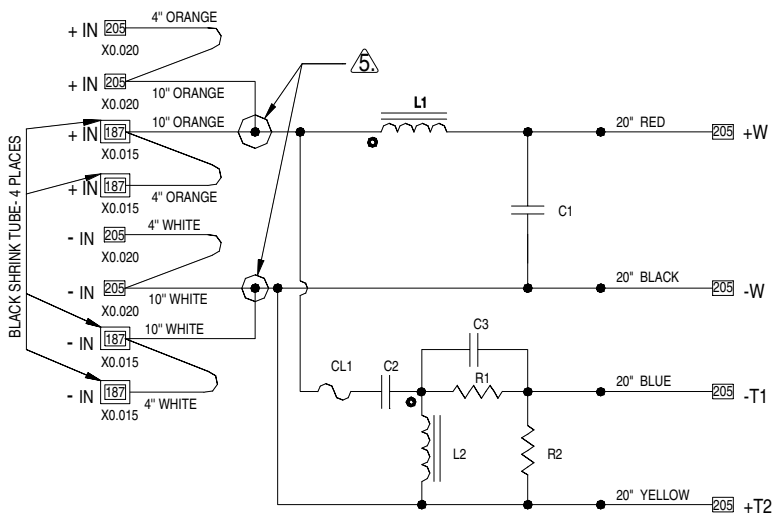 + IN 205 4" ORANGE
X0.020
+ IN 205
X0.020 10" ORANGE
5.
+ IN 187 10" ORANGE
X0.015
L1
20" RED 205 +W
+ IN 187
X0.015 4" ORANGE
C1
- IN 205 4" WHITE
X0.020
- IN 205
X0.020 10" WHITE
20" BLACK 205 -W
- IN 187 10" WHITE
X0.015
- IN 187
X0.015 4" WHITE
BLACK SHRINK TUBE- 4 PLACES
C3
CL1 C2 R1
20" BLUE 205 -T1
L2 R2
20" YELLOW 205 +T2